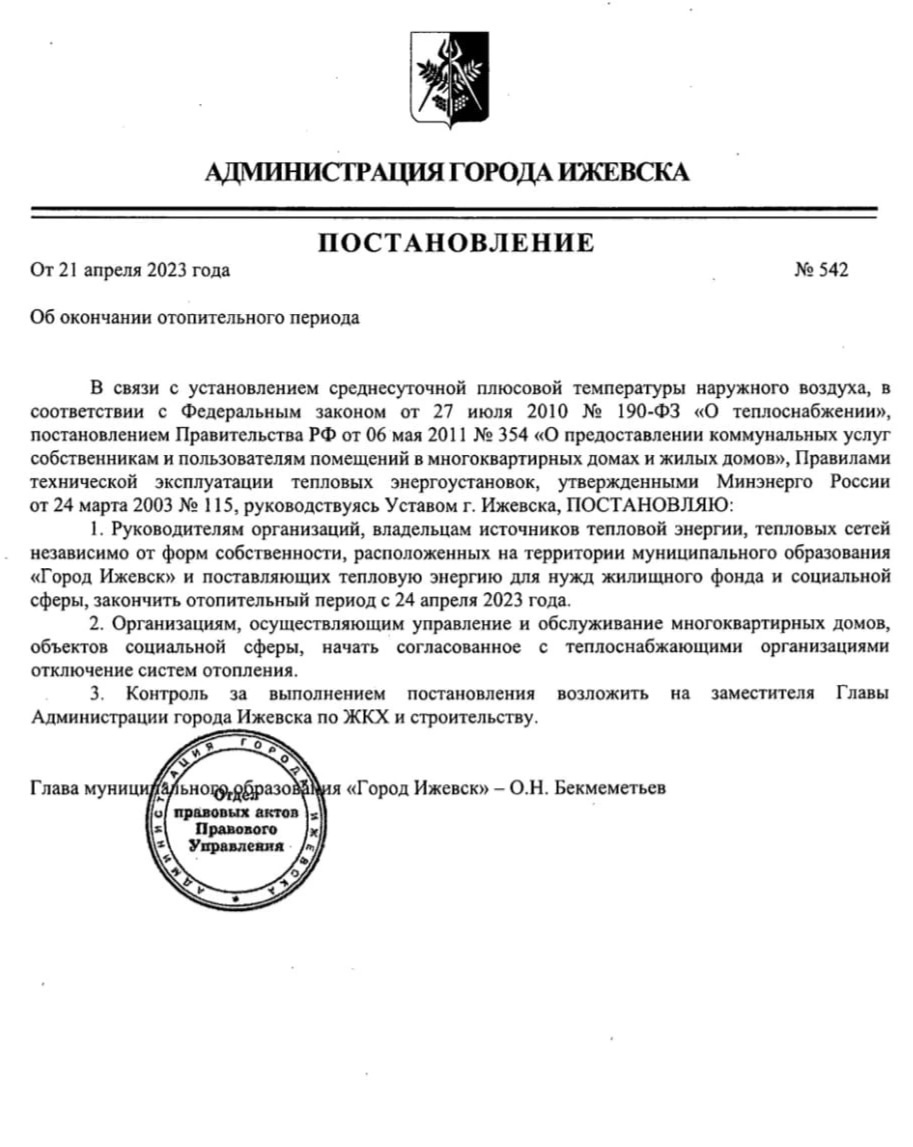 АДМИНИСТРАЦИЯ ГОРОДА ИЖЕВСКА
ПОСТАНОВЛЕНИЕ
От 21 апреля 2023 года № 542
Об окончании отопительного периода
В связи с установлением среднесуточной плюсовой температуры наружного воздуха, в
соответствии с Федеральным законом от 27 июля 2010 № 190-ФЗ «О теплоснабжении»,
постановлением Правительства РФ от 06 мая 2011 № 354 «О предоставлении коммунальных услуг
собственникам и пользователям помещений в многоквартирных домах и жилых домов», Правилами
технической эксплуатации тепловых энергоустановок, утвержденными Минэнерго России
от 24 марта 2003 № 115, руководствуясь Уставом г. Ижевска, ПОСТАНОВЛЯЮ:
1. Руководителям организаций, владельцам источников тепловой энергии, тепловых сетей
независимо от форм собственности, расположенных на территории муниципального образования
«Город Ижевск» и поставляющих тепловую энергию для нужд жилищного фонда и социальной
сферы, закончить отопительный период с 24 апреля 2023 года.
2. Организациям, осуществляющим управление и обслуживание многоквартирных домов,
объектов социальной сферы, начать согласованное с теплоснабжающими организациями
отключение систем отопления.
3. Контроль за выполнением постановления возложить на заместителя Главы
Администрации города Ижевска по ЖКХ и строительству.
Глава муниципального образования «Город Ижевск» – О.Н. Бекмеметьев
АДМИНИСТРАЦИЯ ГОРОДА ИЖЕВСКА
Отдел
правовых актов
Правового
Управления